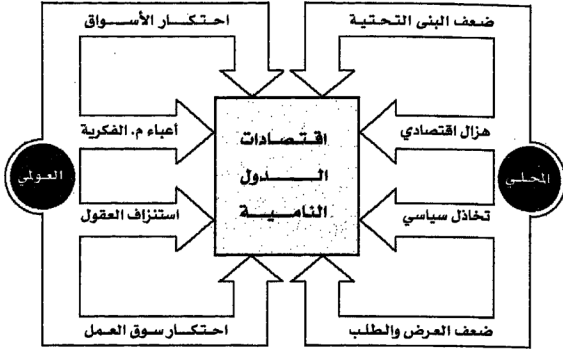 ضعف البنى التحتية
احتكار الأسواق
هزال اقتصادي
اقتصادات
أعباء م. الفكرية
المحلي
الدول
العولمي
تخاذل سياسي
النامية
استنزاف العقول
ضعف العرض والطلب
احتكار سوق العمل